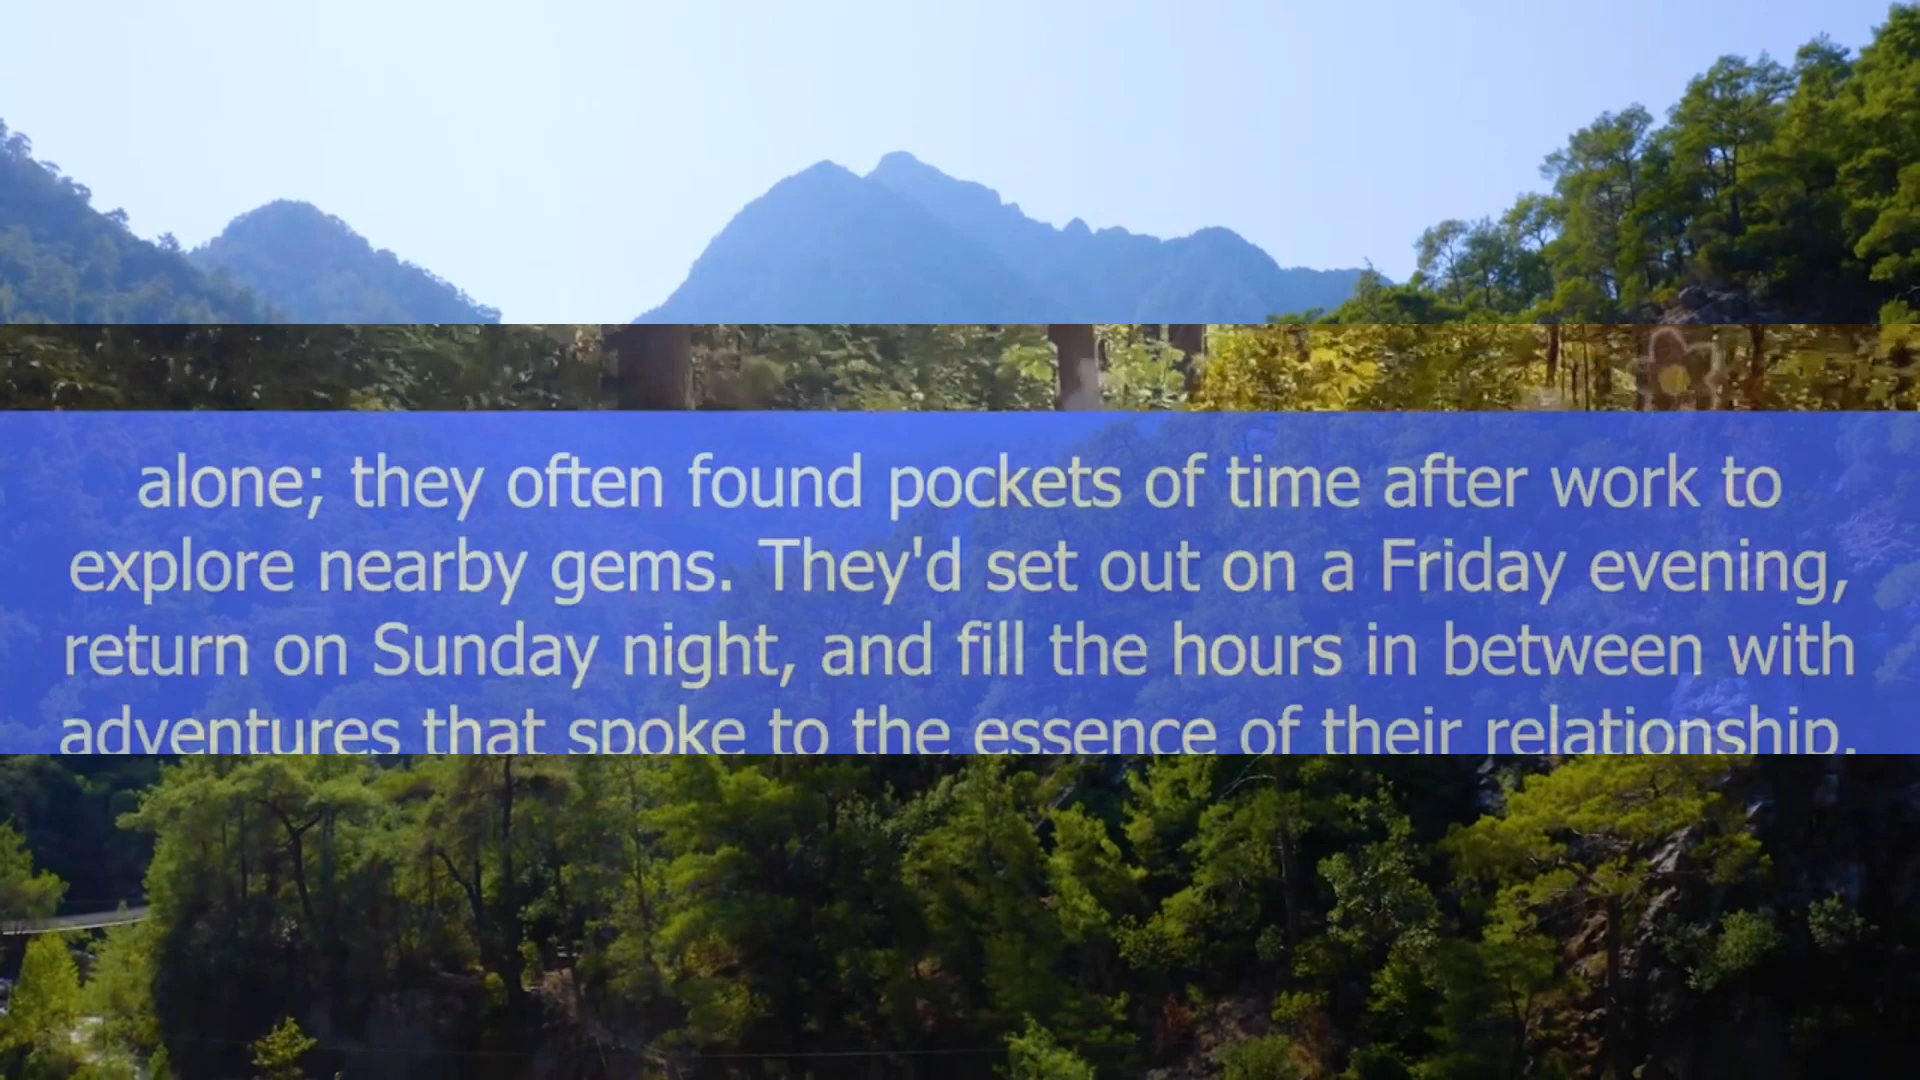 alone; they often found pockets of time after work to
explore nearby gems. They'd set out on a Friday evening,
return on Sunday night, and fill the hours in between with
adventures that spoke to the essence of their relationship.